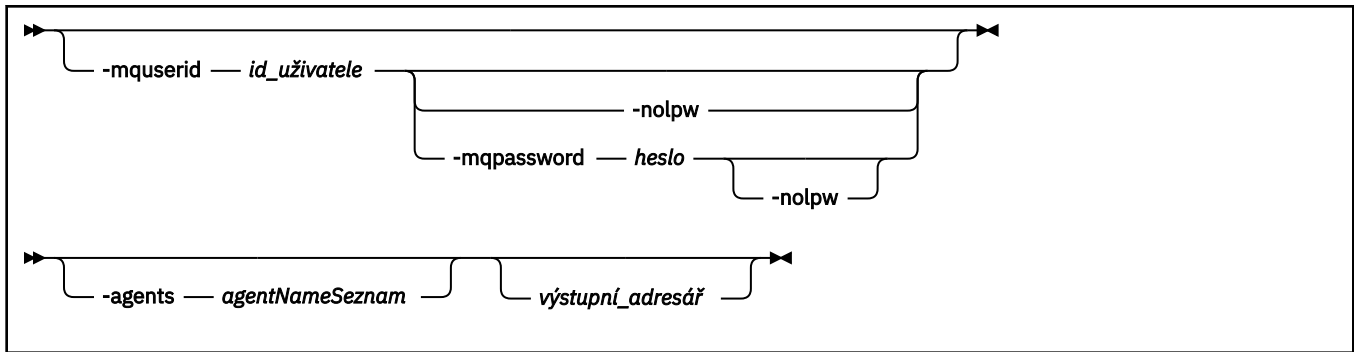 -mquserid id_uživatele
-nolpw
-mqpassword heslo
-nolpw
-agents agentNameSeznam výstupní_adresář